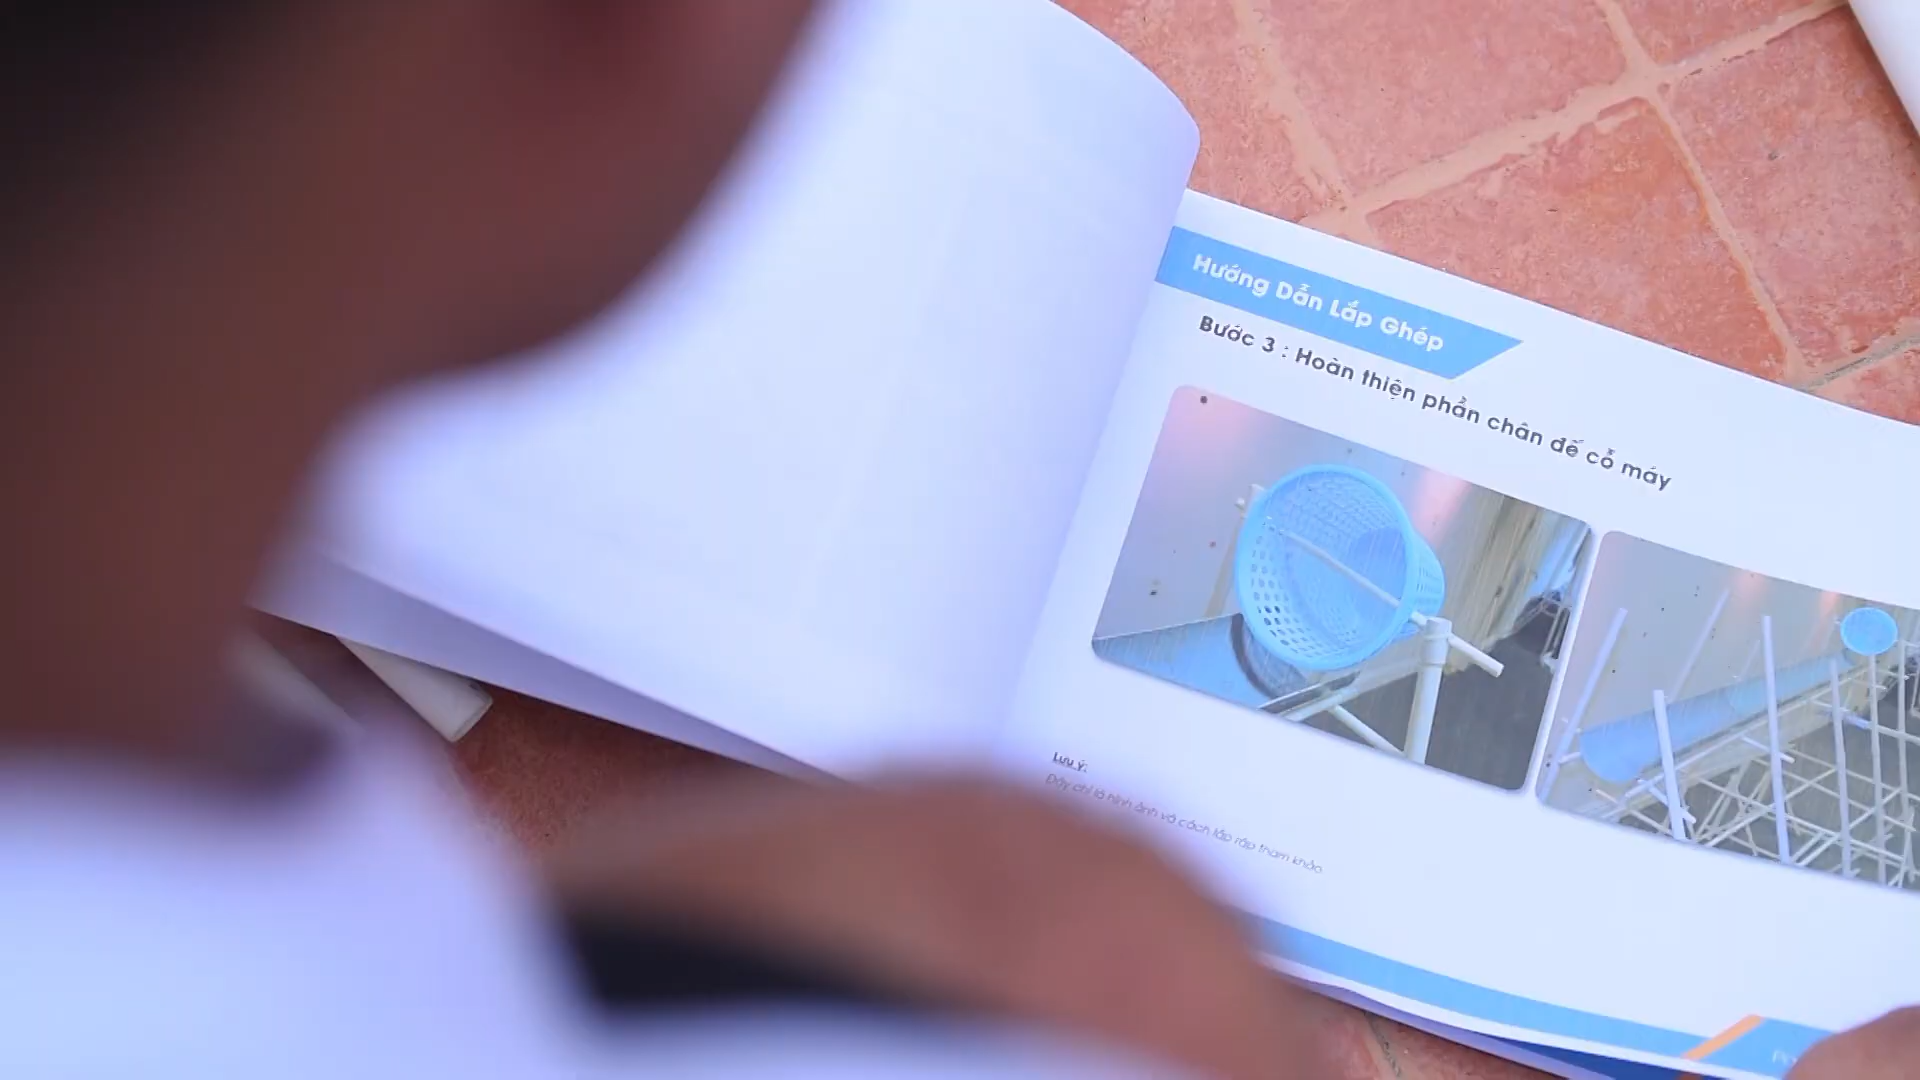 Hướng Dẫn Lắp Ghép
Bước 3 : Hoàn thiện phần chân đế cỗ máy
Lưu ý:
Đây chỉ là hình ảnh và cách lắp ráp tham khảo.